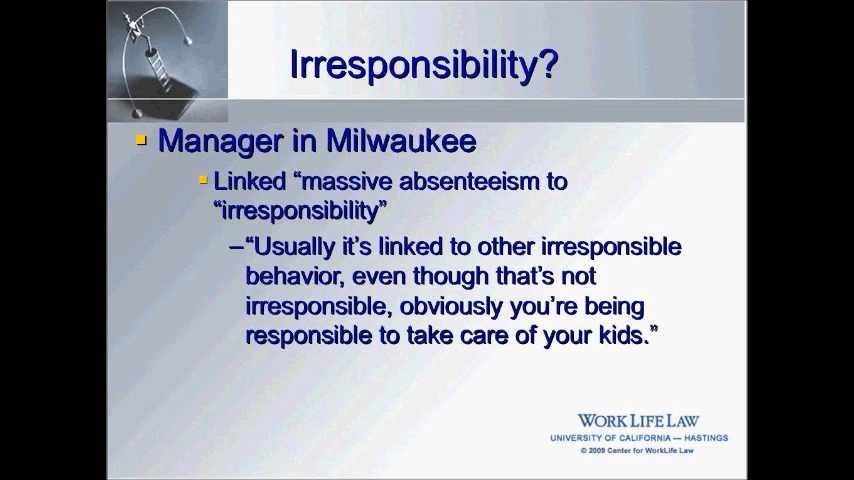 Irresponsibility?
Manager in Milwaukee
Linked “massive absenteeism to
“irresponsibility”
–“Usually it’s linked to other irresponsible
behavior, even though that’s not
irresponsible, obviously you’re being
responsible to take care of your kids.”
WORK LIFE LAW
UNIVERSITY OF CALIFORNIA — HASTINGS
© 2009 Center for WorkLife Law